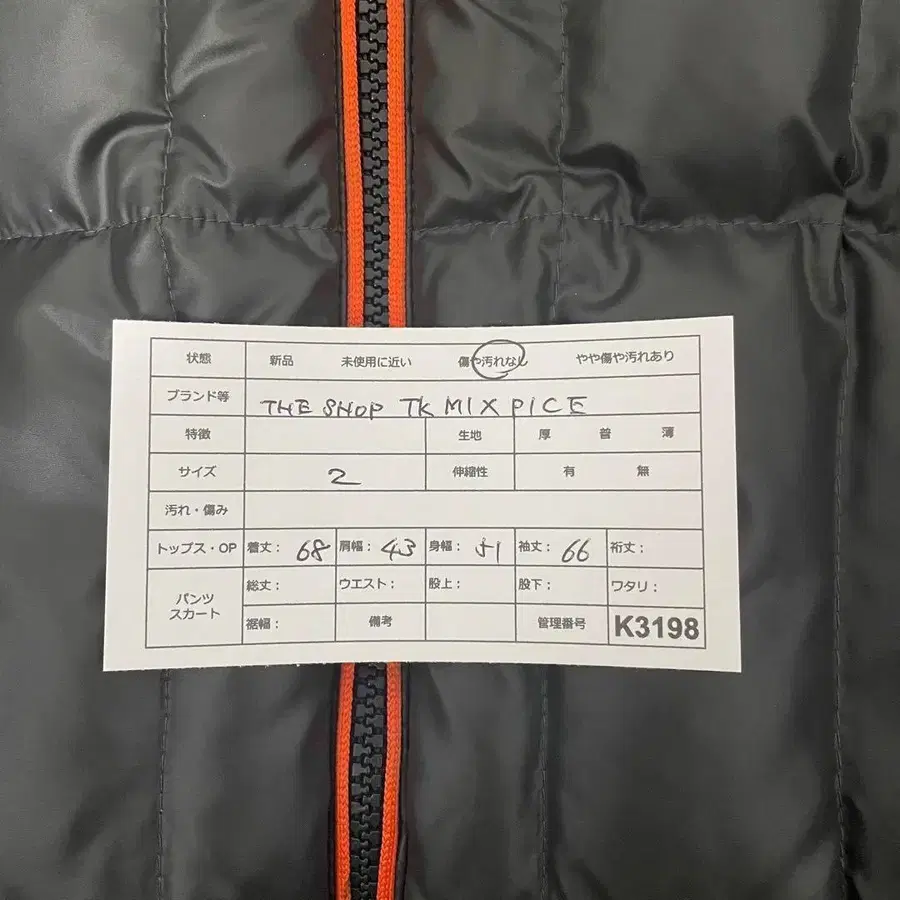 状態 新品 未使用に近い 傷や汚れなし やや傷や汚れあり
ブランド等 THE SHOP TK MIXPICE
特徴 生地 厚 普 薄
サイズ 2 伸縮性 有 無
汚れ・傷み
トップス・OP 着丈: 68 肩幅: 43 身幅: 51 袖丈: 66 裄丈:
パンツ スカート 総丈: ウエスト: 股上: 股下: ワタリ:
裾幅: 備考 管理番号 K3198